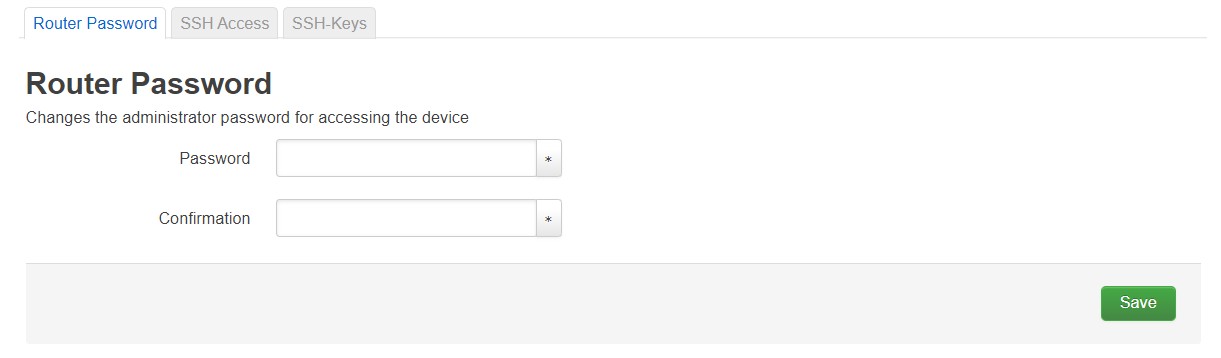 Router Password SSH Access SSH-Keys
Router Password
Changes the administrator password for accessing the device
Password *
Confirmation *
Save